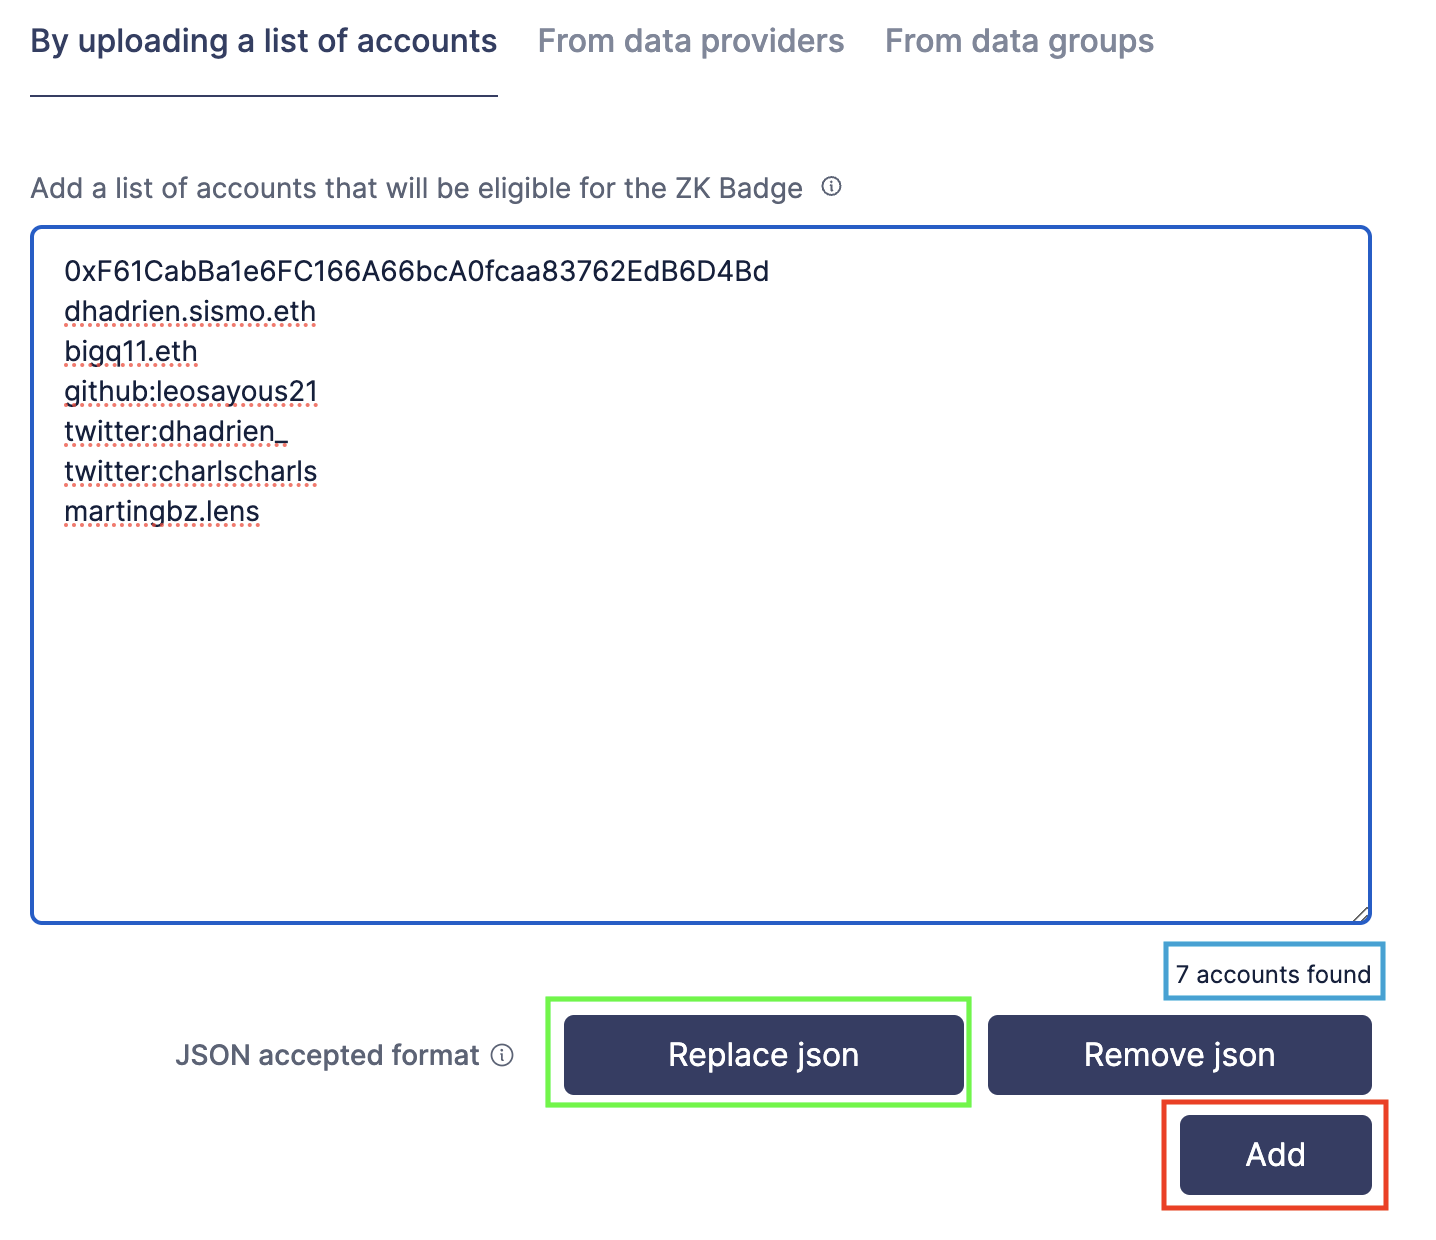 By uploading a list of accounts From data providers From data groups
Add a list of accounts that will be eligible for the ZK Badge
0xF61CabBa1e6FC166A66bcA0fcaa83762EdB6D4Bd
dhadrien.sismo.eth
bigq11.eth
github:leosayous21
twitter:dhadrien_
twitter:charlscharls
martingbz.lens
7 accounts found
JSON accepted format Replace json Remove json
Add